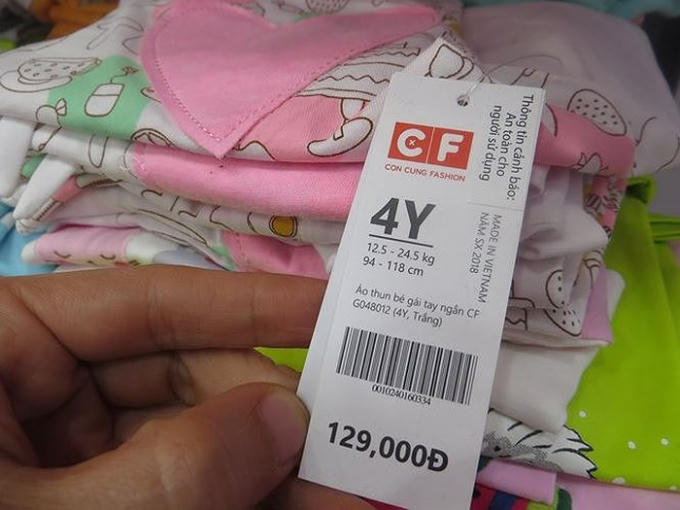 CF
CON CUNG FASHION
4Y
12.5 - 24.5 kg
94 - 118 cm
Áo thun bé gái tay ngắn CF
G048012 (4Y, Trắng)
0010240160334
129,000Đ
Thông tin cảnh báo:
An toàn cho
người sử dụng
MADE IN VIETNAM
NĂM SX 2018